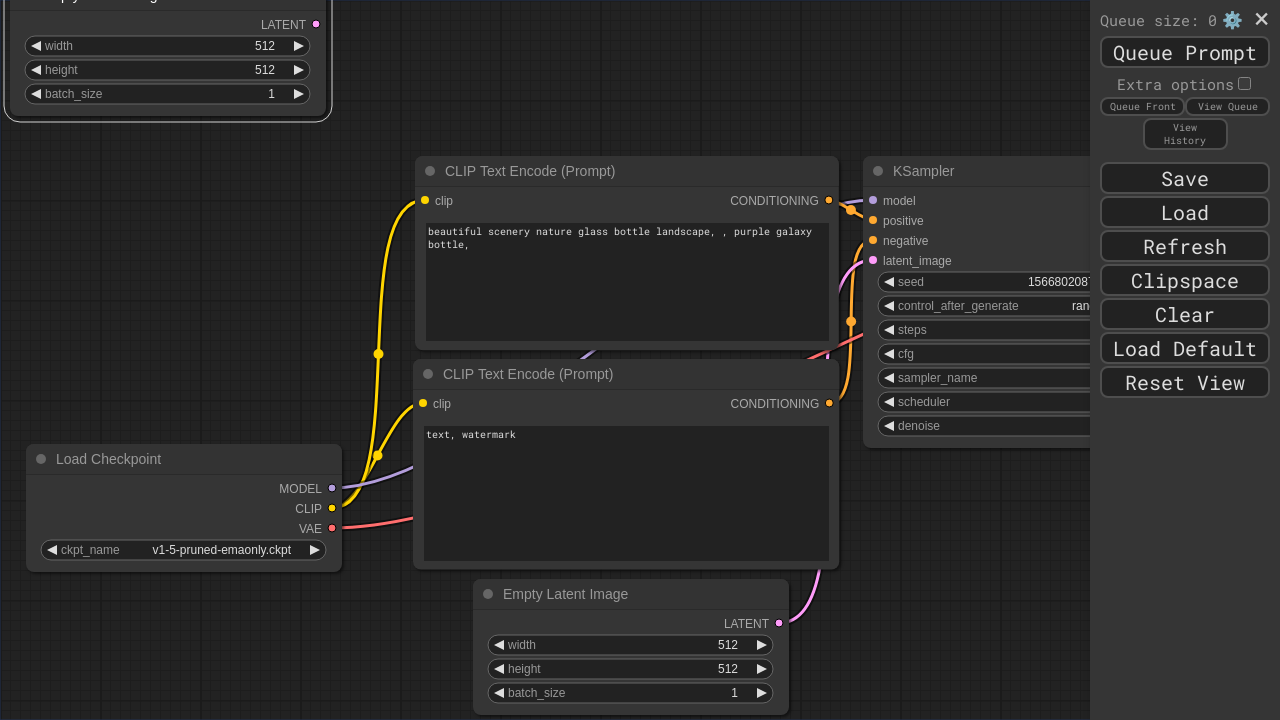 LATENT
width 512
height 512
batch_size 1
CLIP Text Encode (Prompt)
clip CONDITIONING
beautiful scenery nature glass bottle landscape, , purple galaxy
bottle,
CLIP Text Encode (Prompt)
clip CONDITIONING
text, watermark
Load Checkpoint
MODEL
CLIP
VAE
ckpt_name v1-5-pruned-emaonly.ckpt
Empty Latent Image
LATENT
width 512
height 512
batch_size 1
KSampler
model
positive
negative
latent_image
seed 156680208
control_after_generate ran
steps
cfg
sampler_name
scheduler
denoise
Queue size: 0
Queue Prompt
Extra options
Queue Front View Queue
View
History
Save
Load
Refresh
Clipspace
Clear
Load Default
Reset View